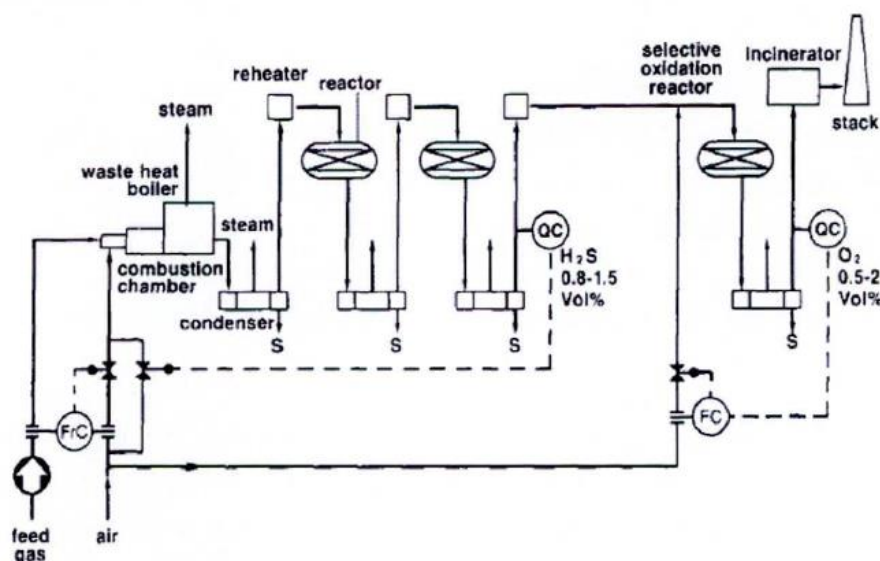 reheater
reactor
selective
oxidation
reactor
incinerator
stack
steam
waste heat
boiler
steam
combustion
chamber
condenser
S
S
S
S
QC
H₂S
0.8-1.5
Vol%
QC
O₂
0.5-2
Vol%
FrC
FC
feed
gas
air